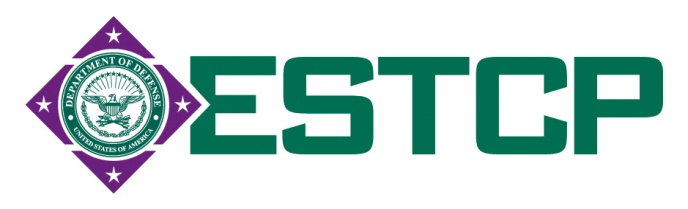 DEPARTMENT OF DEFENSE
UNITED STATES OF AMERICA
ESTCP